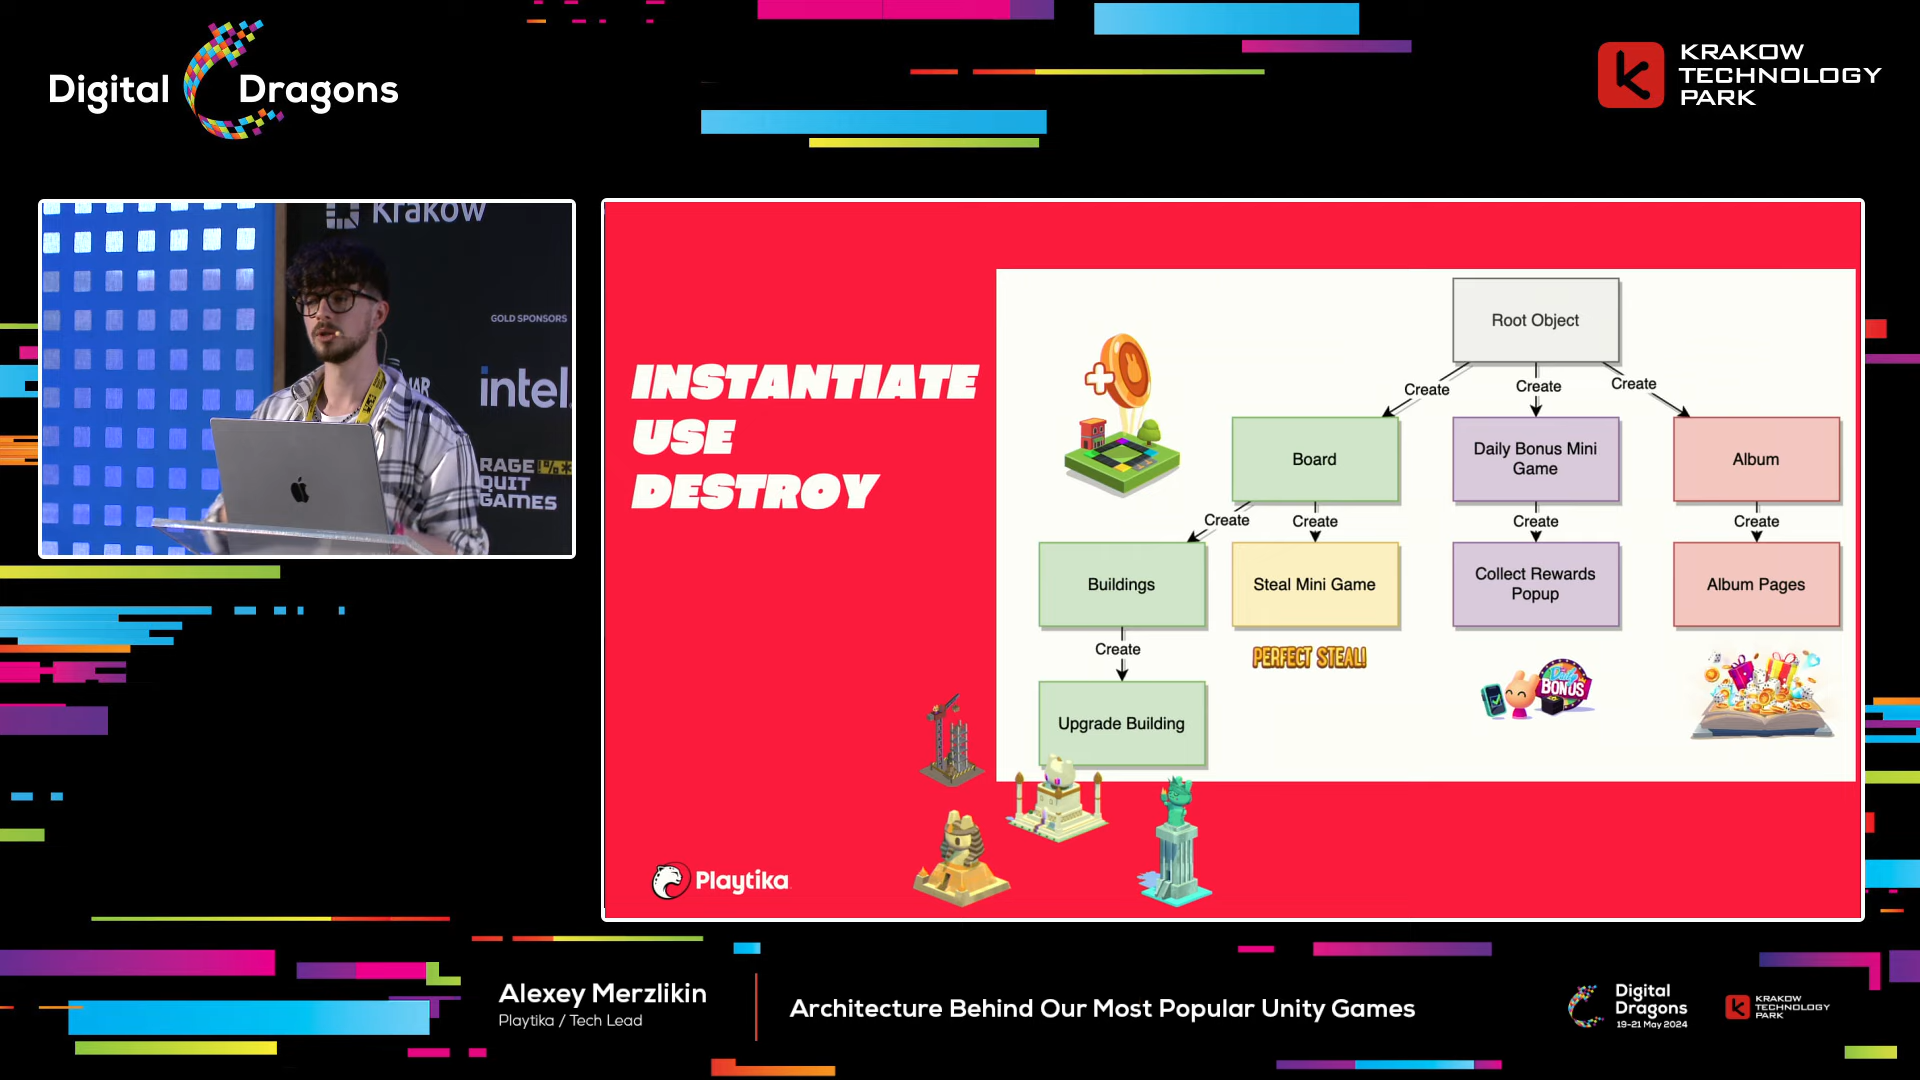 Digital Dragons
KRAKOW
TECHNOLOGY
PARK
Krakow
GOLD SPONSORS
intel.
RAGE !%*
QUIT
GAMES
INSTANTIATE
USE
DESTROY
Root Object
Create
Create
Create
Board
Daily Bonus Mini
Game
Album
Create
Create
Create
Create
Buildings
Steal Mini Game
Collect Rewards
Popup
Album Pages
Create
PERFECT STEAL!
Daily
BONUS
Upgrade Building
Playtika
Alexey Merzlikin
Playtika / Tech Lead
Architecture Behind Our Most Popular Unity Games
Digital
Dragons
19-21 May 2024
KRAKOW
TECHNOLOGY
PARK